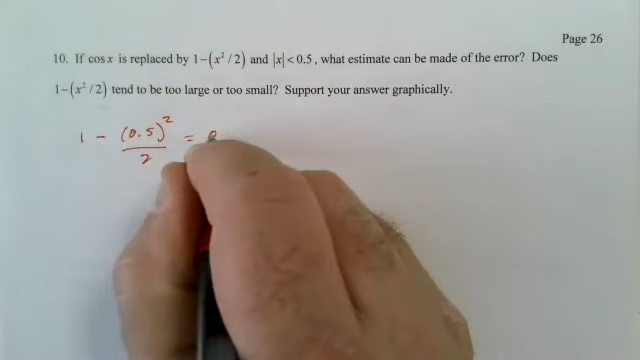 Page 26
10. If cos x is replaced by 1−(x²/2) and |x|<0.5, what estimate can be made of the error? Does
1−(x²/2) tend to be too large or too small? Support your answer graphically.
1 − (0.5)²/2 =